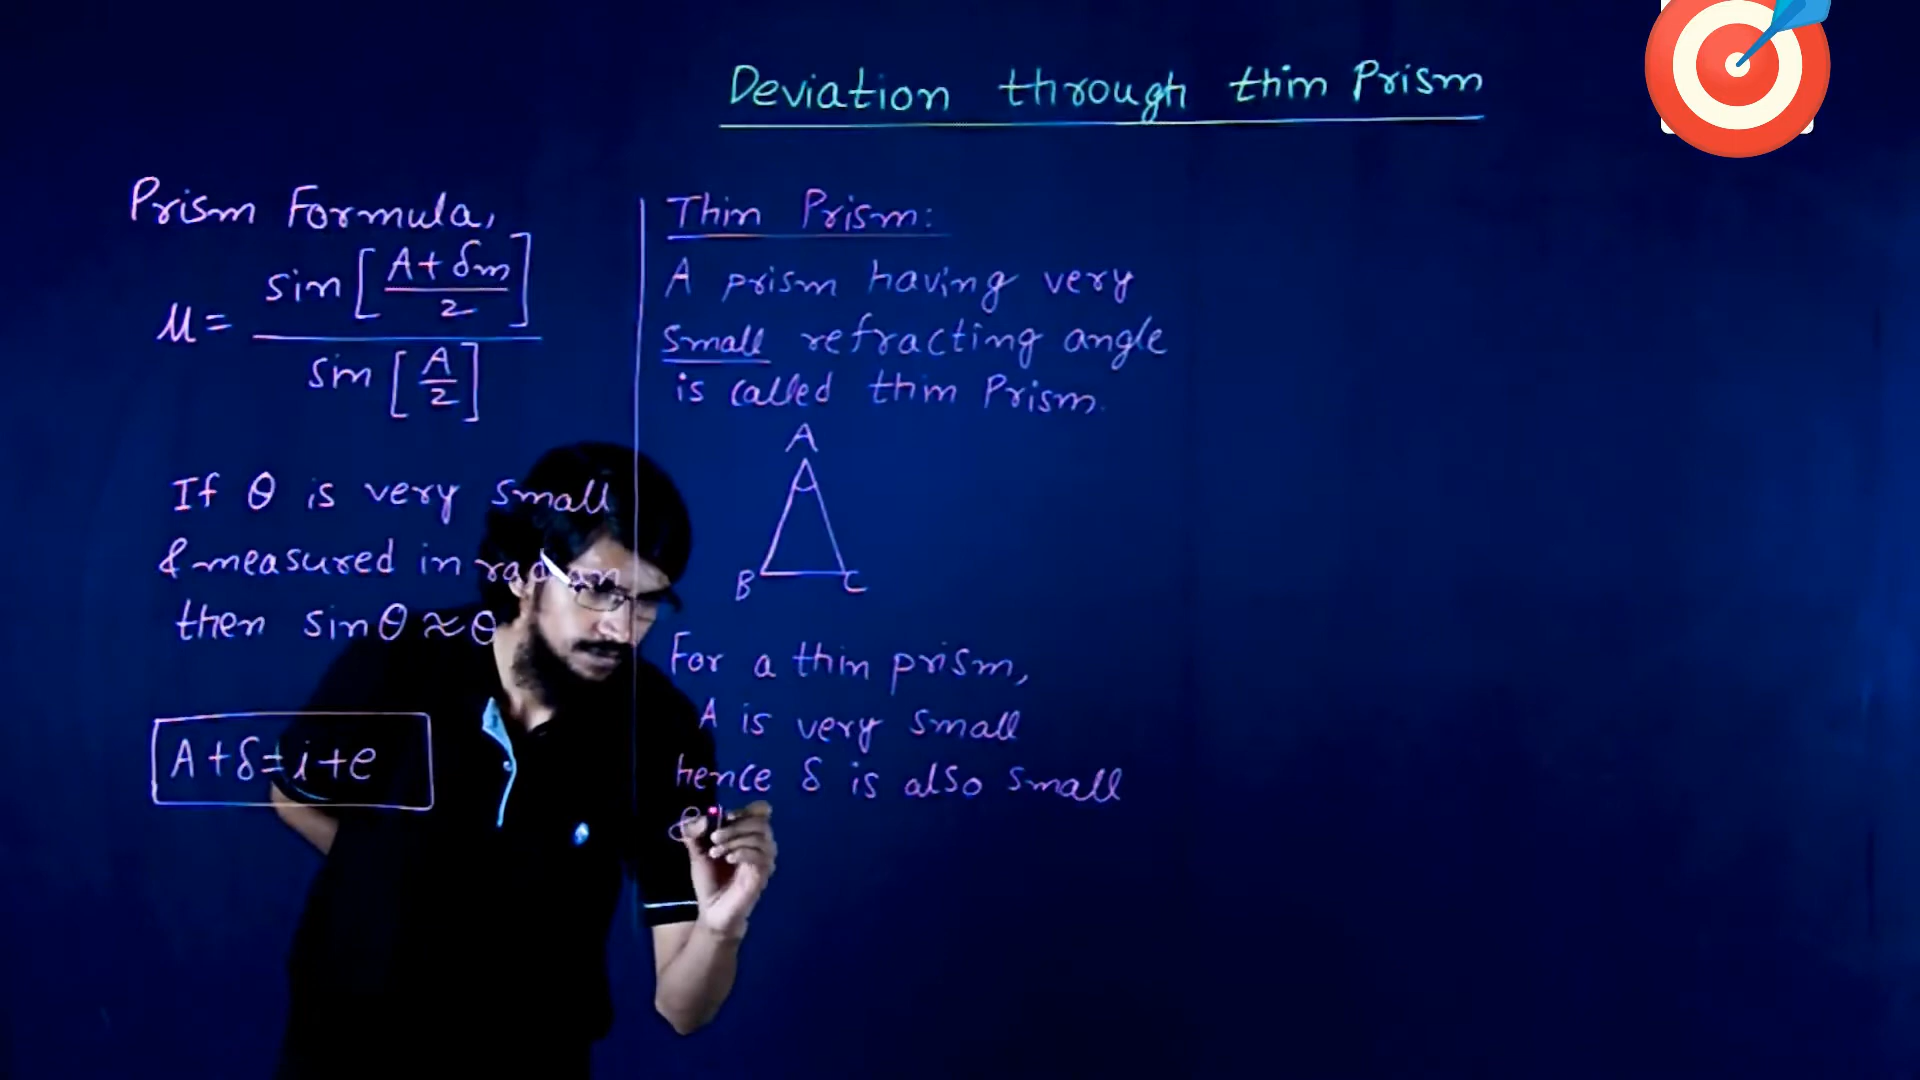 Deviation through thin Prism
Prism Formula,
μ = sin [ A + δm / 2 ] / sin [ A / 2 ]
If θ is very small
& measured in radian
then sin θ ≈ θ
A + δ = i + e
Thin Prism:
A prism having very
small refracting angle
is called thin Prism.
A
B C
For a thin prism,
A is very small
hence δ is also small